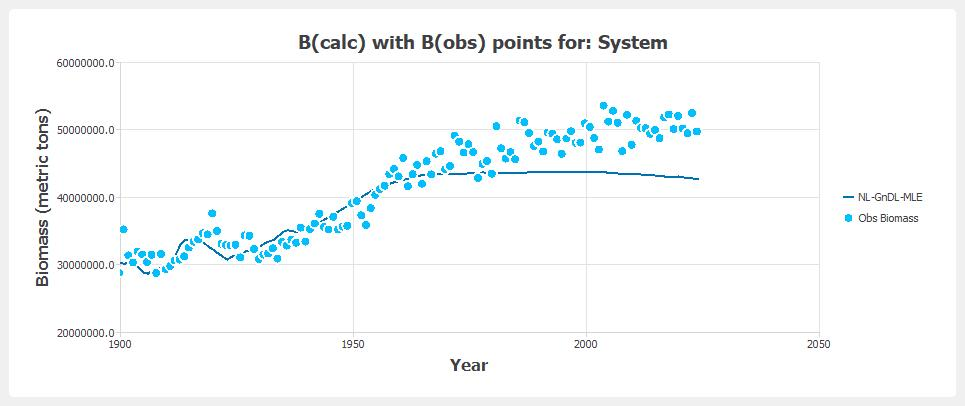 B(calc) with B(obs) points for: System
60000000.0
50000000.0
40000000.0
30000000.0
20000000.0
Biomass (metric tons)
1900 1950 2000 2050
Year
NL-GnDL-MLE
Obs Biomass